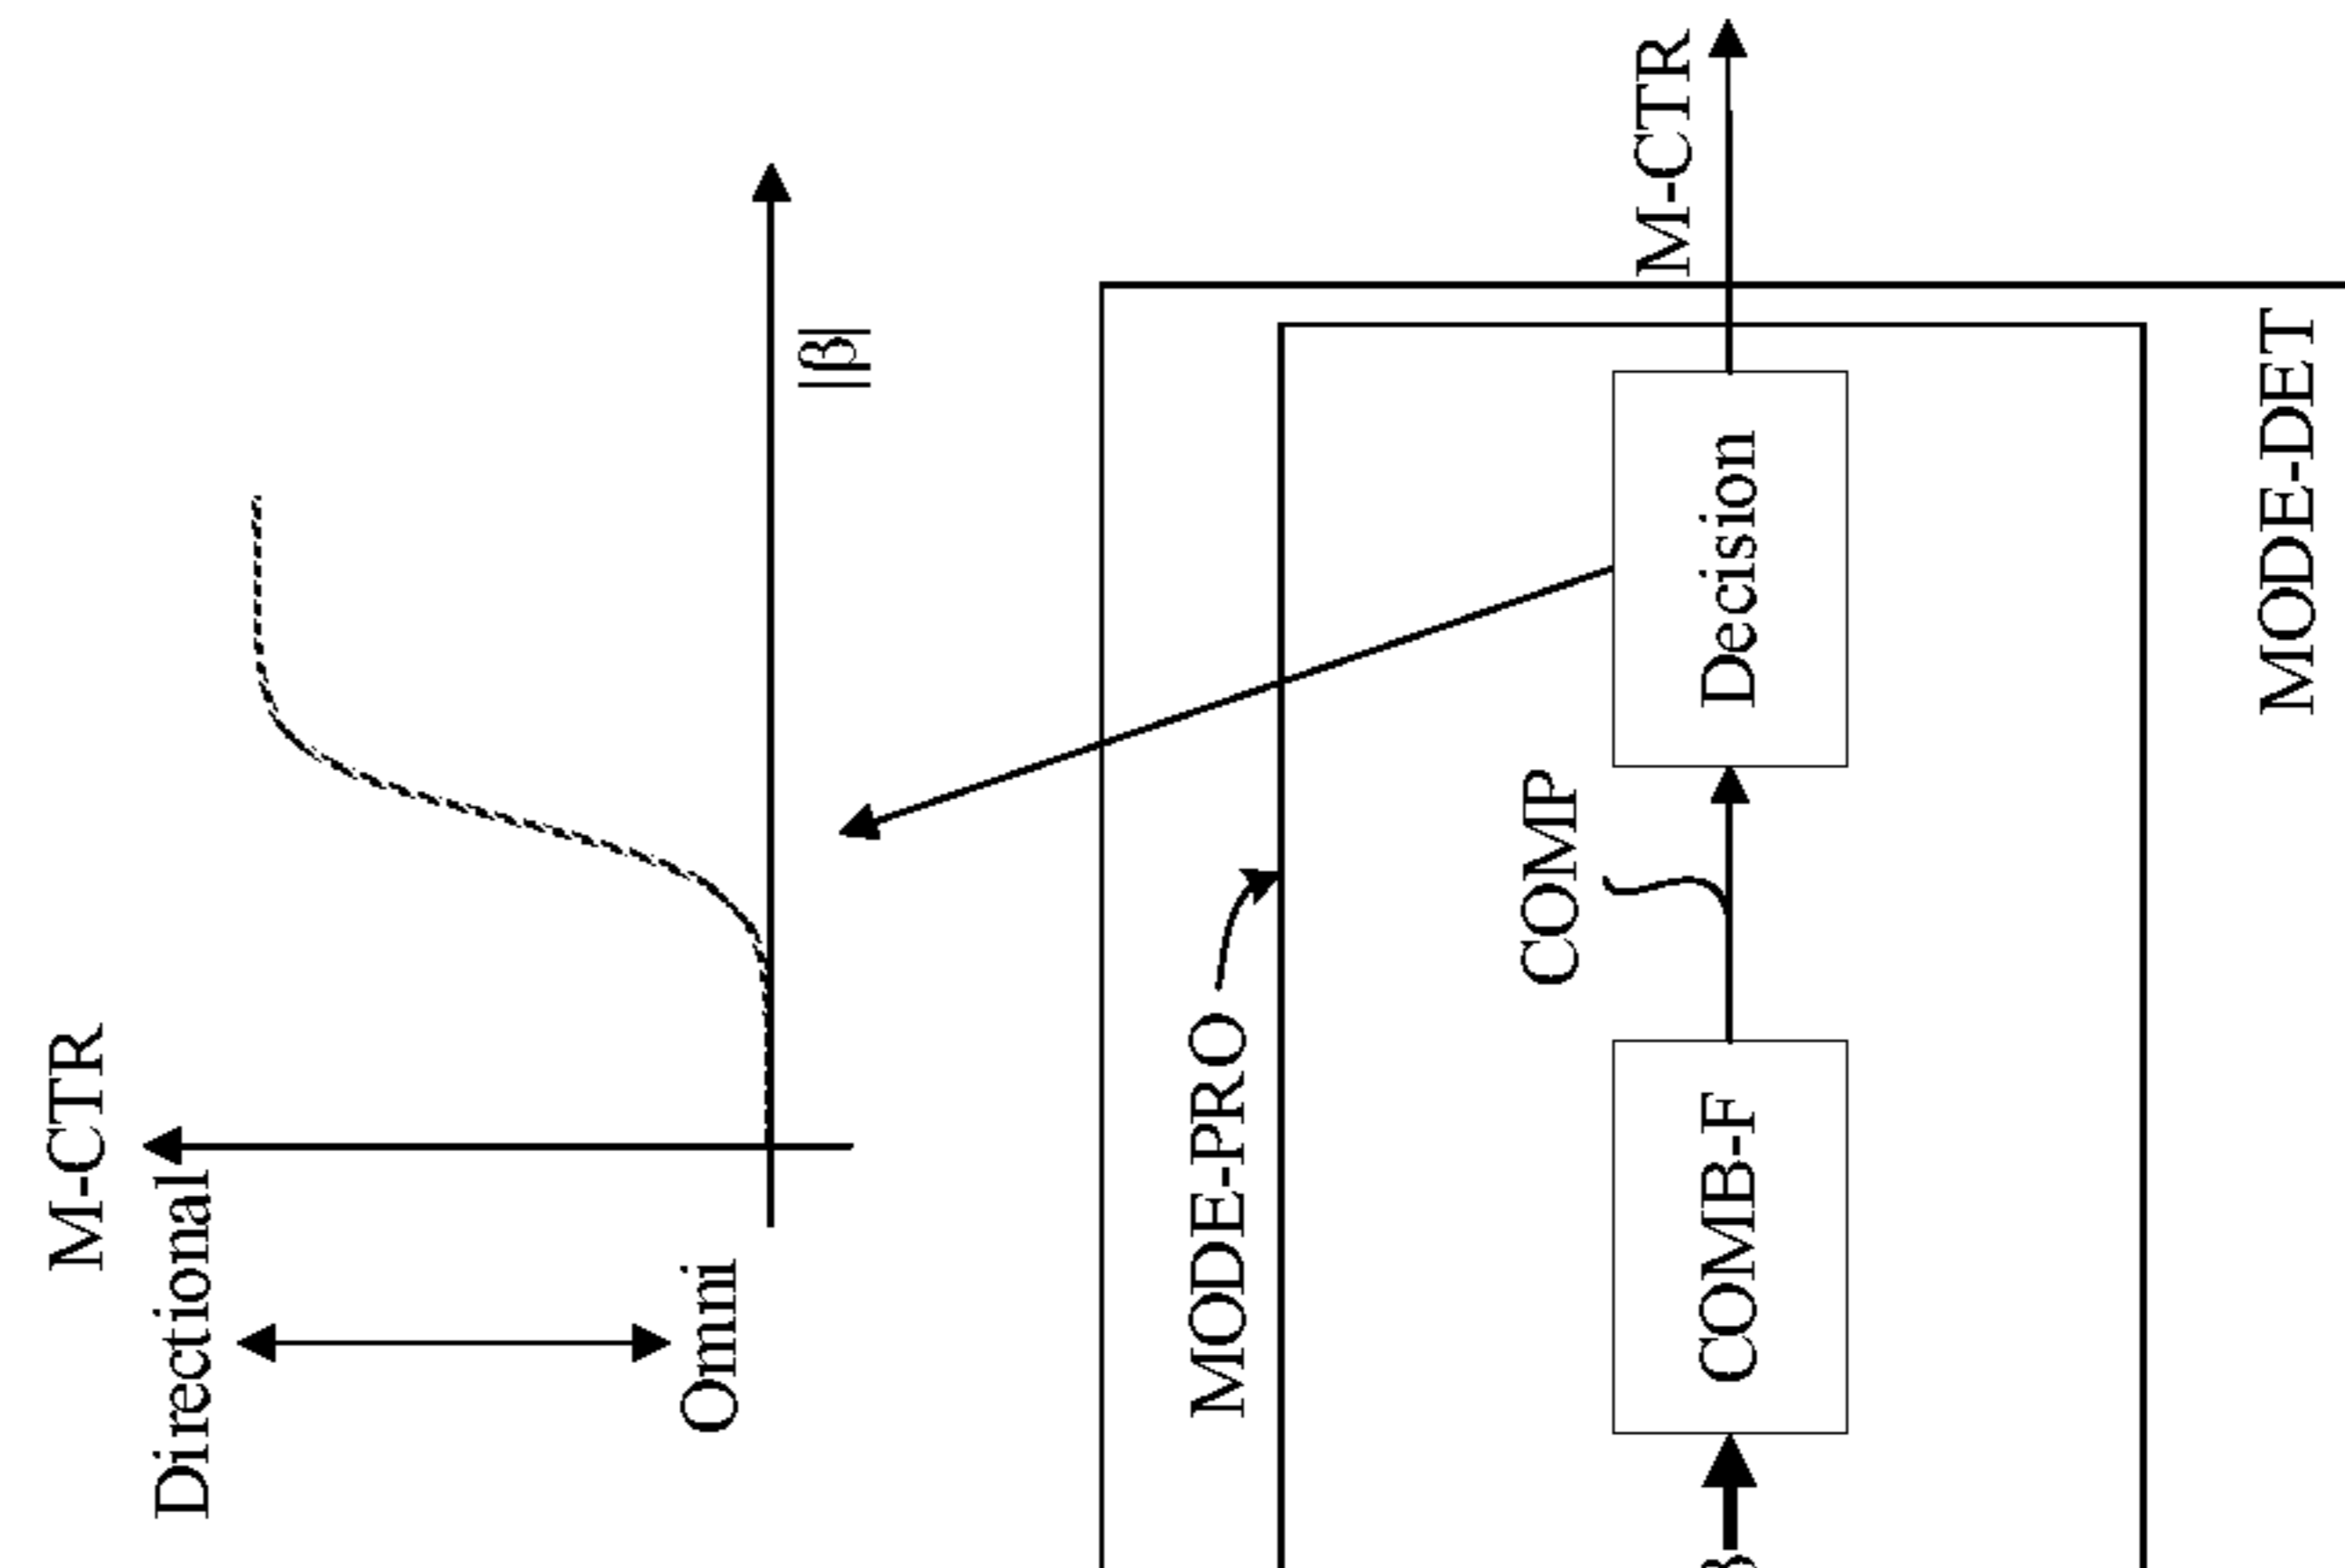 M-CTR
Directional
Omni
|β|
MODE-PRO
COMB-F
COMP
Decision
M-CTR
MODE-DET